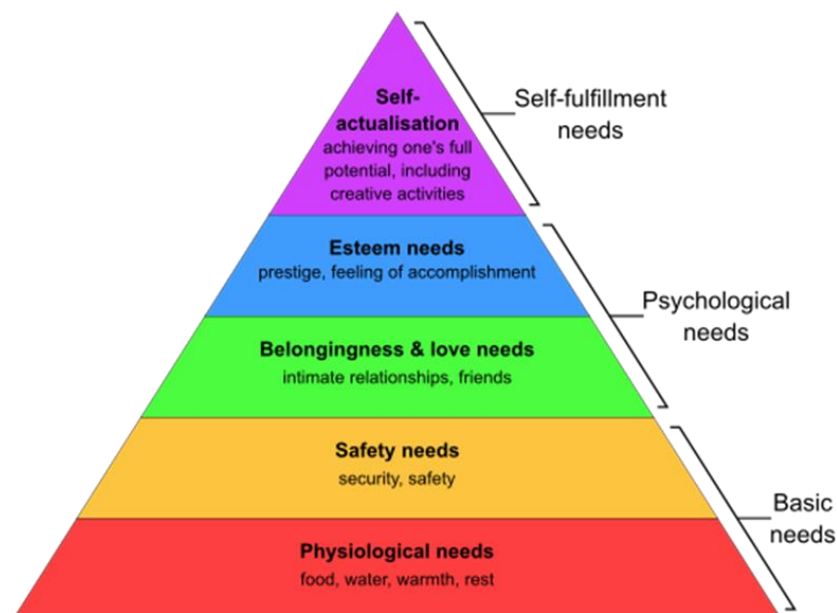 Self-
actualisation
achieving one's full
potential, including
creative activities
Self-fulfillment
needs
Esteem needs
prestige, feeling of accomplishment
Psychological
needs
Belongingness & love needs
intimate relationships, friends
Safety needs
security, safety
Basic
needs
Physiological needs
food, water, warmth, rest